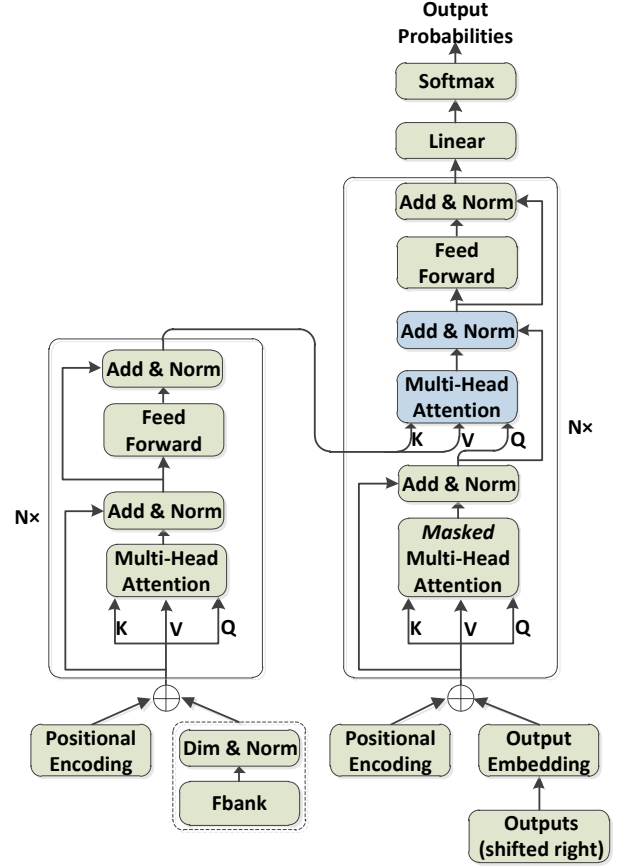 Output
Probabilities
Softmax
Linear
Add & Norm
Feed
Forward
Add & Norm
Multi-Head
Attention
K
V
Q
N×
Add & Norm
Masked
Multi-Head
Attention
K
V
Q
Add & Norm
Feed
Forward
Add & Norm
N×
Multi-Head
Attention
K
V
Q
Positional
Encoding
Dim & Norm
Fbank
Positional
Encoding
Output
Embedding
Outputs
(shifted right)